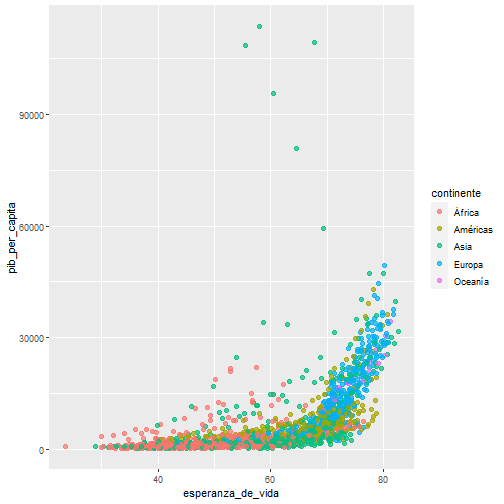 90000
60000
30000
0
pib_per_capita
40
60
80
esperanza_de_vida
continente
África
Américas
Asia
Europa
Oceanía